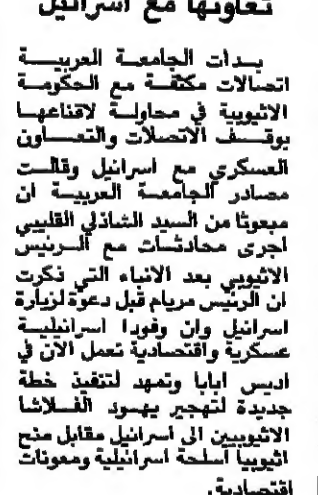 تعاونها مع اسرائيل
بدات الجامعة العربية
اتصالات مكثفة مع الحكومة
الاثيوبية في محاولة لاقناعها
بوقف الاتصلات والتعاون
العسكري مع اسرائيل وقالت
مصادر الجامعة العربية ان
مبعوثا من السيد الشاذلي القليبي
اجرى محادثات مع الرئيس
الاثيوبي بعد الانباء التي ذكرت
ان الرئيس مريام قبل دعوة لزيارة
اسرائيل وان وفودا اسرائيلية
عسكرية واقتصادية تعمل الآن في
اديس ابابا وتمهد لتنفيذ خطة
جديدة لتهجير يهود الفلاشا
الاثيوبيين الى اسرائيل مقابل منح
اثيوبيا اسلحة اسرائيلية ومعونات
اقتصادية.